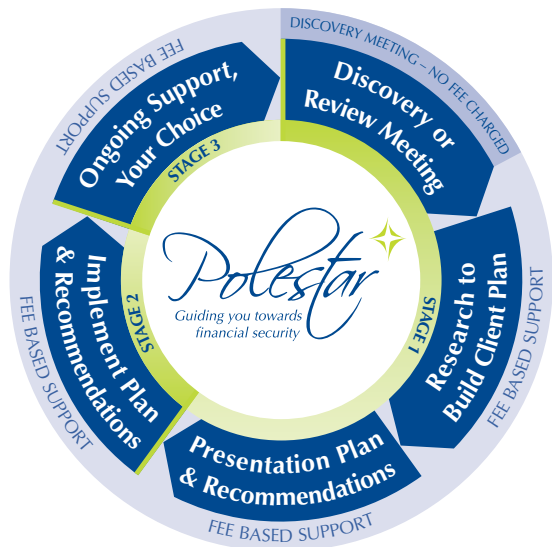 DISCOVERY MEETING – NO FEE CHARGED
Discovery or
Review Meeting
FEE BASED SUPPORT
Research to
Build Client Plan
STAGE 1
FEE BASED SUPPORT
Presentation Plan
& Recommendations
FEE BASED SUPPORT
Implement Plan
& Recommendations
STAGE 2
FEE BASED SUPPORT
Ongoing Support,
Your Choice
STAGE 3
Polestar
Guiding you towards
financial security